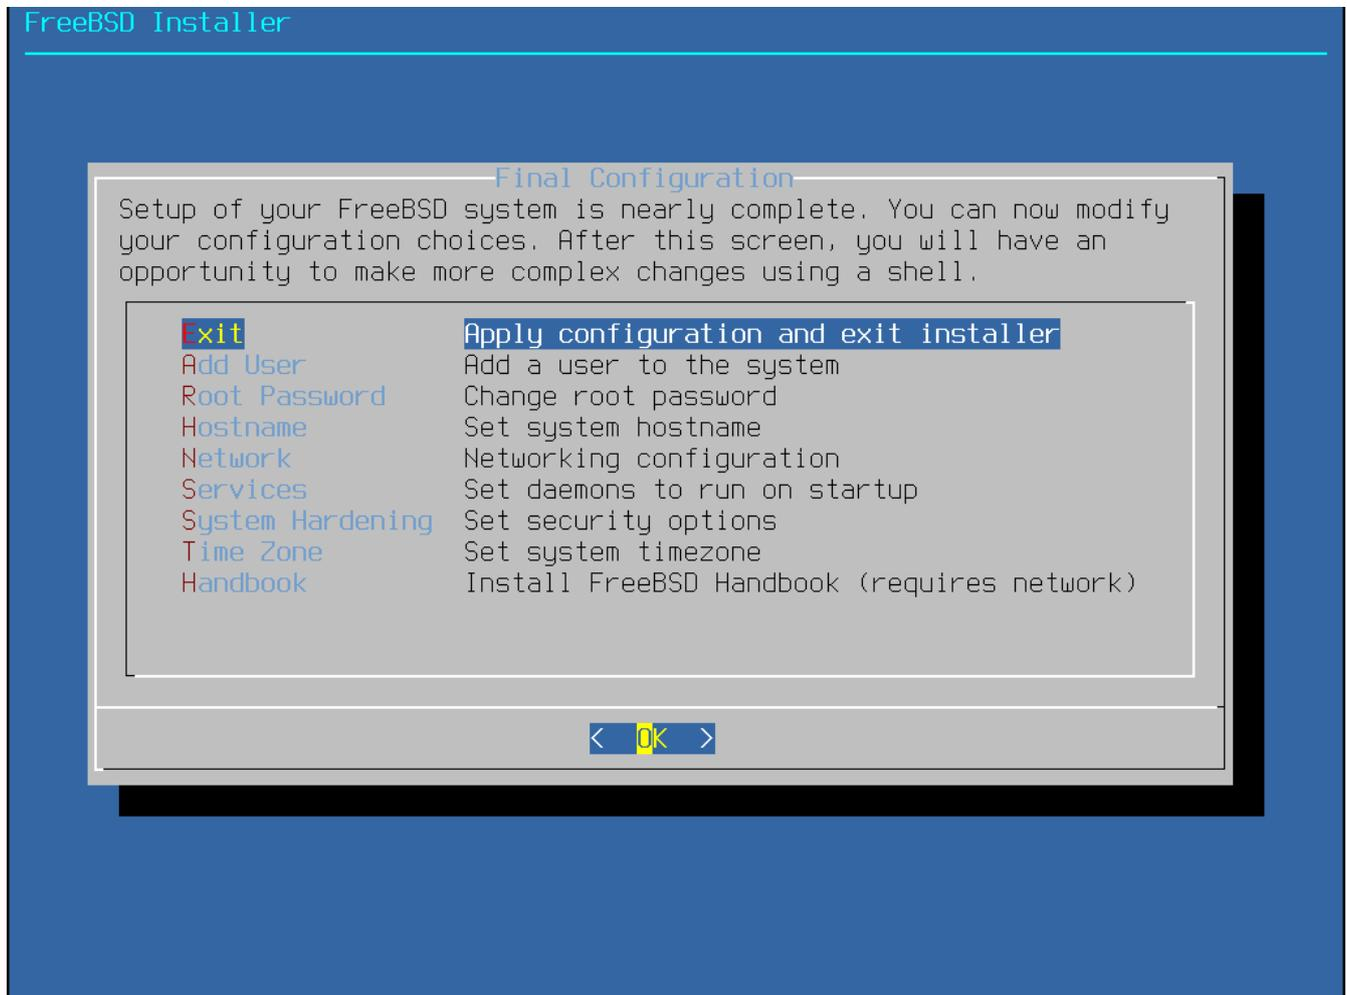 FreeBSD Installer
Final Configuration
Setup of your FreeBSD system is nearly complete. You can now modify
your configuration choices. After this screen, you will have an
opportunity to make more complex changes using a shell.
Exit Apply configuration and exit installer
Add User Add a user to the system
Root Password Change root password
Hostname Set system hostname
Network Networking configuration
Services Set daemons to run on startup
System Hardening Set security options
Time Zone Set system timezone
Handbook Install FreeBSD Handbook (requires network)
< OK >